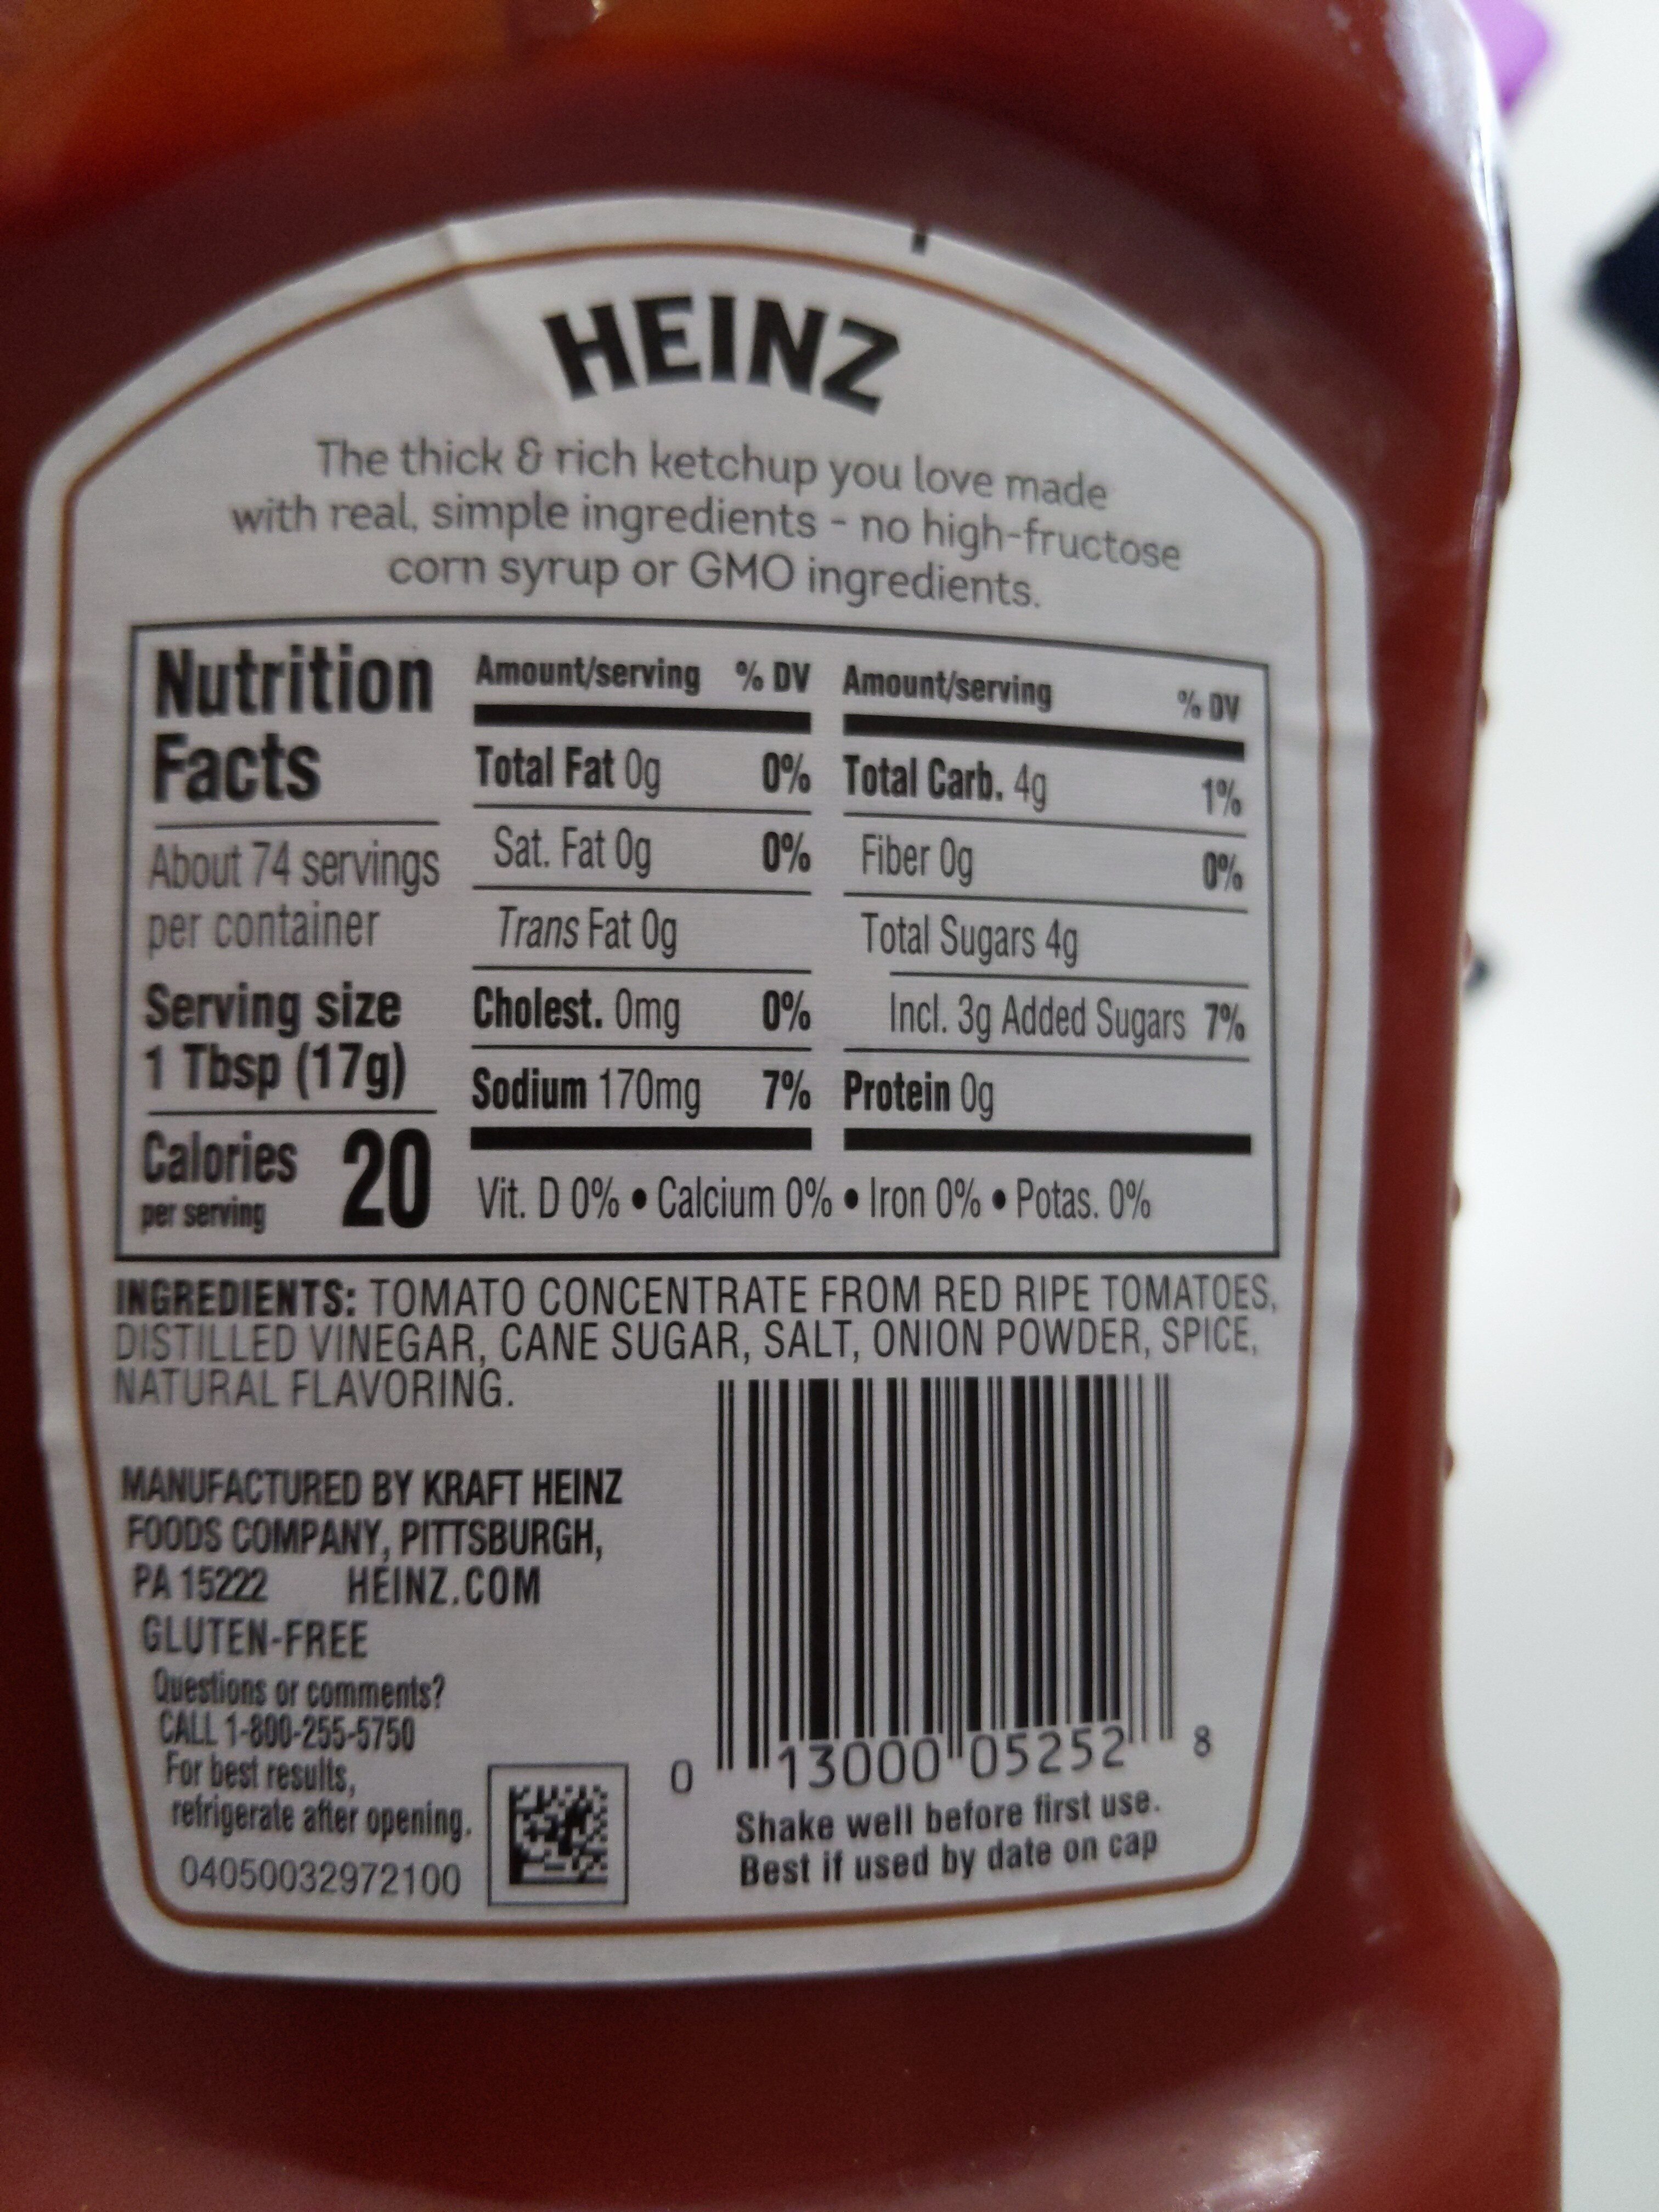 HEINZ
The thick & rich ketchup you love made
with real, simple ingredients - no high-fructose
corn syrup or GMO ingredients.
Nutrition
Facts
About 74 servings
per container
Serving size
1 Tbsp (17g)
Calories 20
per serving
Amount/serving % DV
Total Fat 0g 0%
Sat. Fat 0g 0%
Trans Fat 0g
Cholest. 0mg 0%
Sodium 170mg 7%
Amount/serving % DV
Total Carb. 4g 1%
Fiber 0g 0%
Total Sugars 4g
Incl. 3g Added Sugars 7%
Protein 0g
Vit. D 0% • Calcium 0% • Iron 0% • Potas. 0%
INGREDIENTS: TOMATO CONCENTRATE FROM RED RIPE TOMATOES,
DISTILLED VINEGAR, CANE SUGAR, SALT, ONION POWDER, SPICE,
NATURAL FLAVORING.
MANUFACTURED BY KRAFT HEINZ
FOODS COMPANY, PITTSBURGH,
PA 15222 HEINZ.COM
GLUTEN-FREE
Questions or comments?
CALL 1-800-255-5750
For best results,
refrigerate after opening.
04050032972100
0 13000 05252 8
Shake well before first use.
Best if used by date on cap